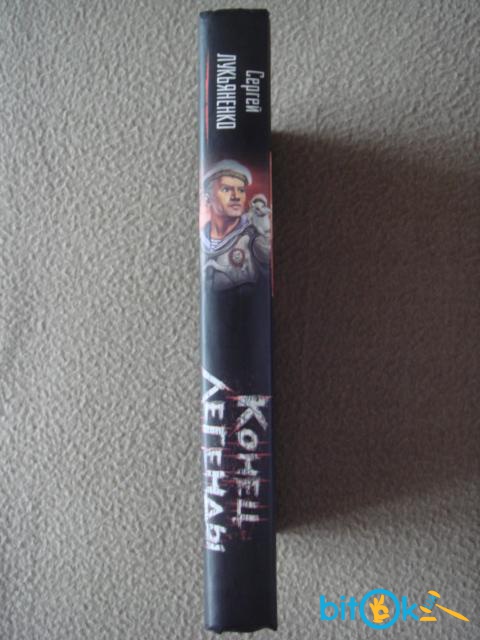 Сергей
ЛУКЬЯНЕНКО
Конец
легенды
bitOk